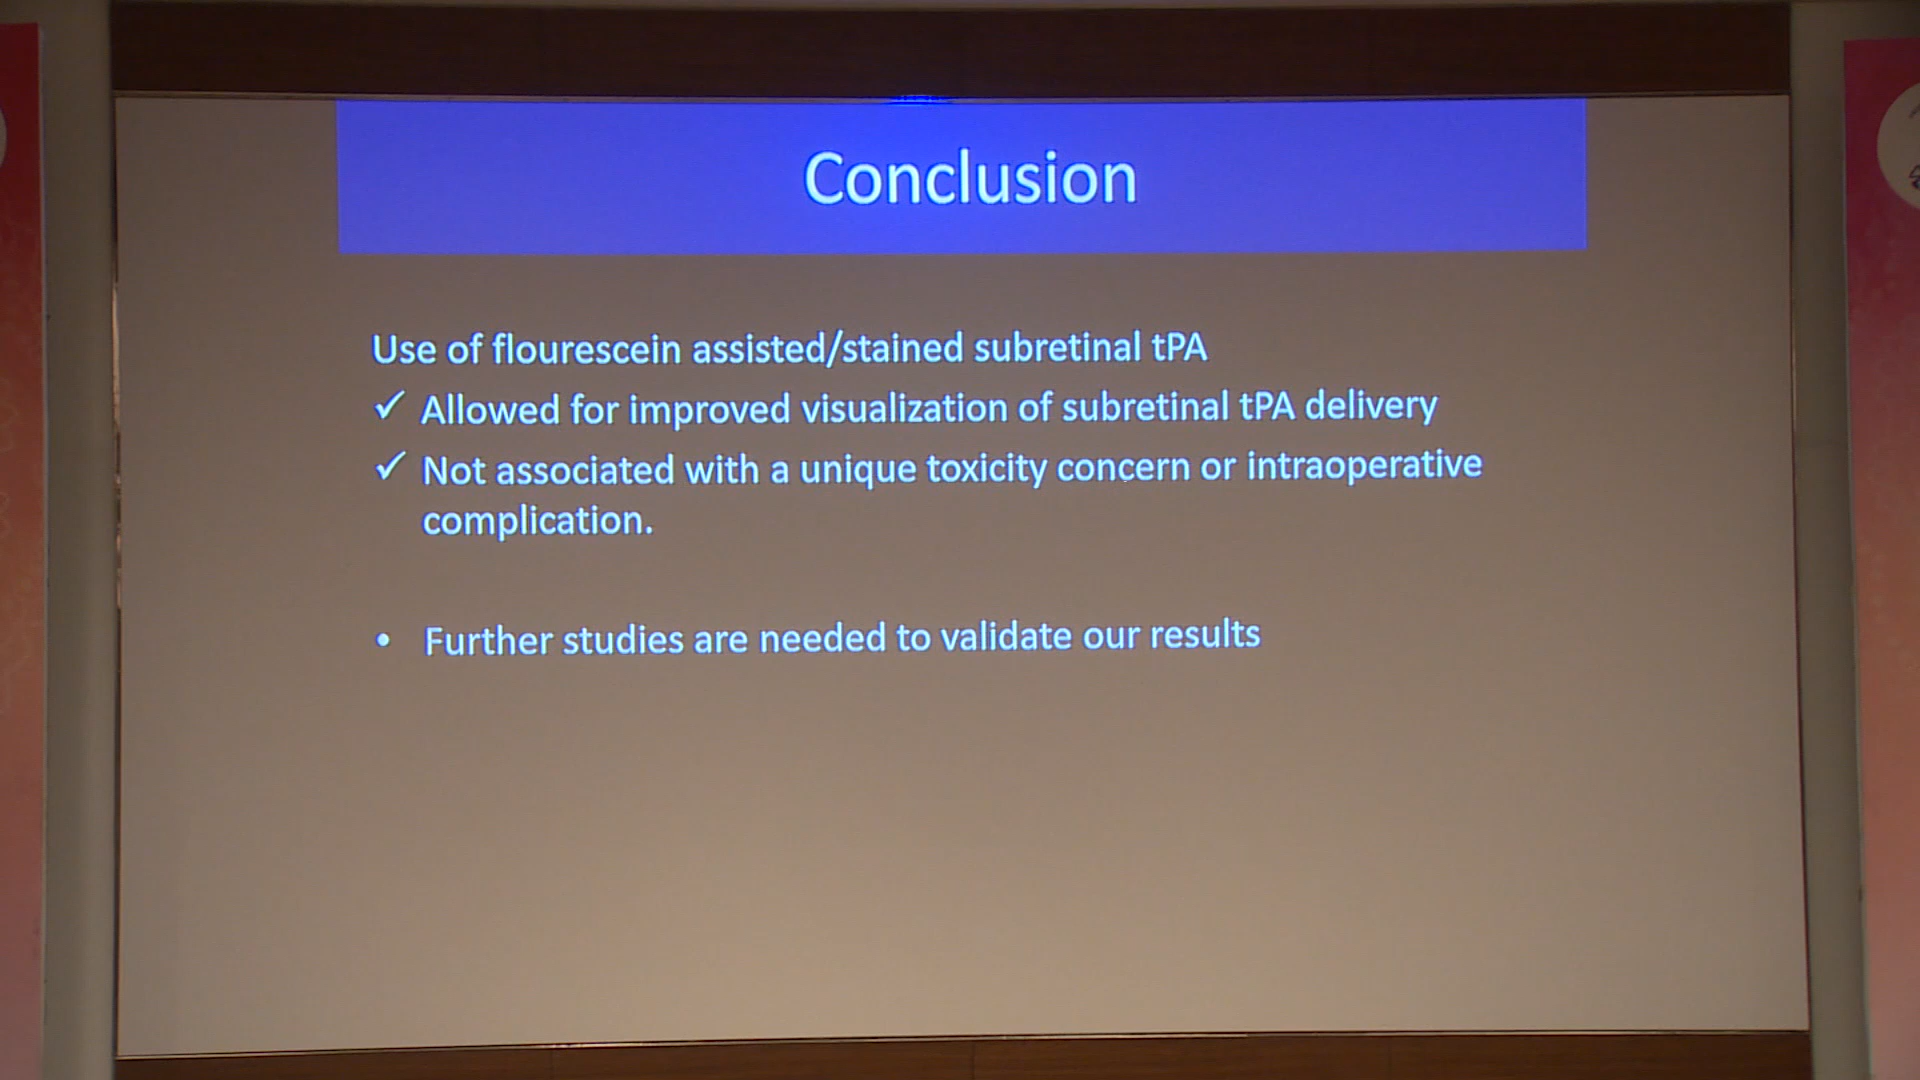 Conclusion
Use of flourescein assisted/stained subretinal tPA
✓ Allowed for improved visualization of subretinal tPA delivery
✓ Not associated with a unique toxicity concern or intraoperative
complication.
• Further studies are needed to validate our results